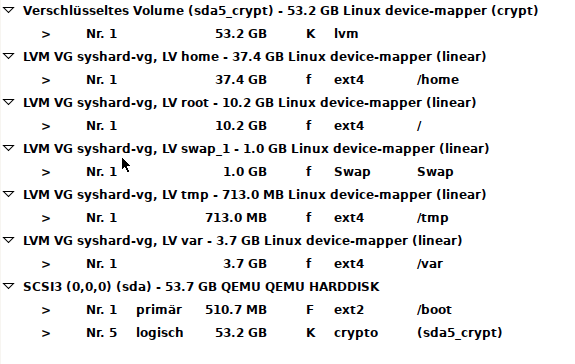 Verschlüsseltes Volume (sda5_crypt) - 53.2 GB Linux device-mapper (crypt)
> Nr. 1 53.2 GB K lvm
LVM VG syshard-vg, LV home - 37.4 GB Linux device-mapper (linear)
> Nr. 1 37.4 GB f ext4 /home
LVM VG syshard-vg, LV root - 10.2 GB Linux device-mapper (linear)
> Nr. 1 10.2 GB f ext4 /
LVM VG syshard-vg, LV swap_1 - 1.0 GB Linux device-mapper (linear)
> Nr. 1 1.0 GB f Swap Swap
LVM VG syshard-vg, LV tmp - 713.0 MB Linux device-mapper (linear)
> Nr. 1 713.0 MB f ext4 /tmp
LVM VG syshard-vg, LV var - 3.7 GB Linux device-mapper (linear)
> Nr. 1 3.7 GB f ext4 /var
SCSI3 (0,0,0) (sda) - 53.7 GB QEMU QEMU HARDDISK
> Nr. 1 primär 510.7 MB F ext2 /boot
> Nr. 5 logisch 53.2 GB K crypto (sda5_crypt)